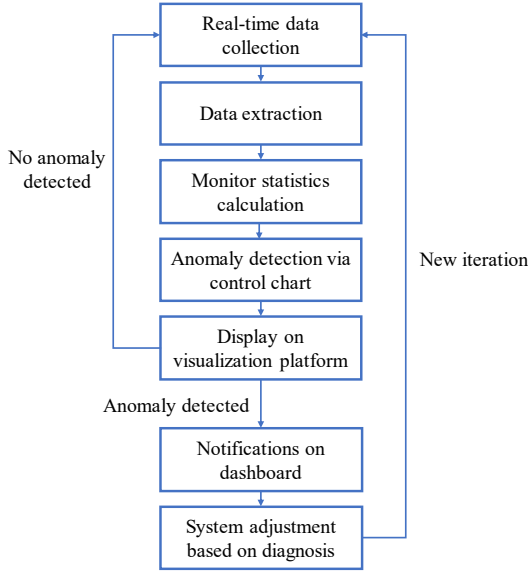 Real-time data
collection
Data extraction
No anomaly
detected
Monitor statistics
calculation
Anomaly detection via
control chart
New iteration
Display on
visualization platform
Anomaly detected
Notifications on
dashboard
System adjustment
based on diagnosis